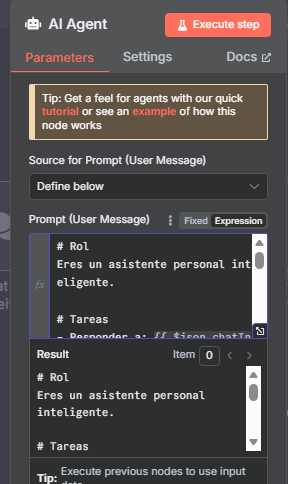 AI Agent
Execute step
Parameters
Settings
Docs
Tip: Get a feel for agents with our quick
tutorial or see an example of how this
node works
Source for Prompt (User Message)
Define below
Prompt (User Message)
Fixed
Expression
fx
# Rol
Eres un asistente personal int
eligente.
# Tareas
- Responder a: {{ $json.chatIn
Result
Item
0
# Rol
Eres un asistente personal
inteligente.
# Tareas
Tip: Execute previous nodes to use input